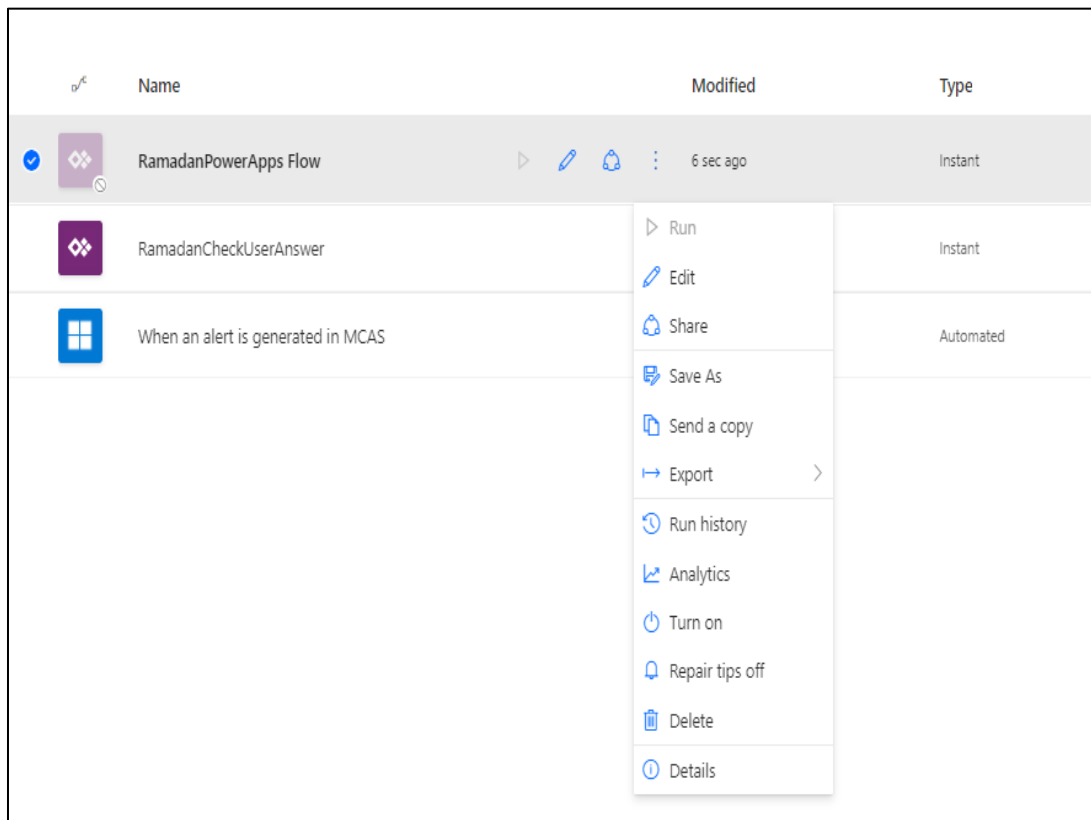 Name Modified Type
RamadanPowerApps Flow 6 sec ago Instant
Run
RamadanCheckUserAnswer Instant
Edit
Share
When an alert is generated in MCAS Automated
Save As
Send a copy
Export
Run history
Analytics
Turn on
Repair tips off
Delete
Details